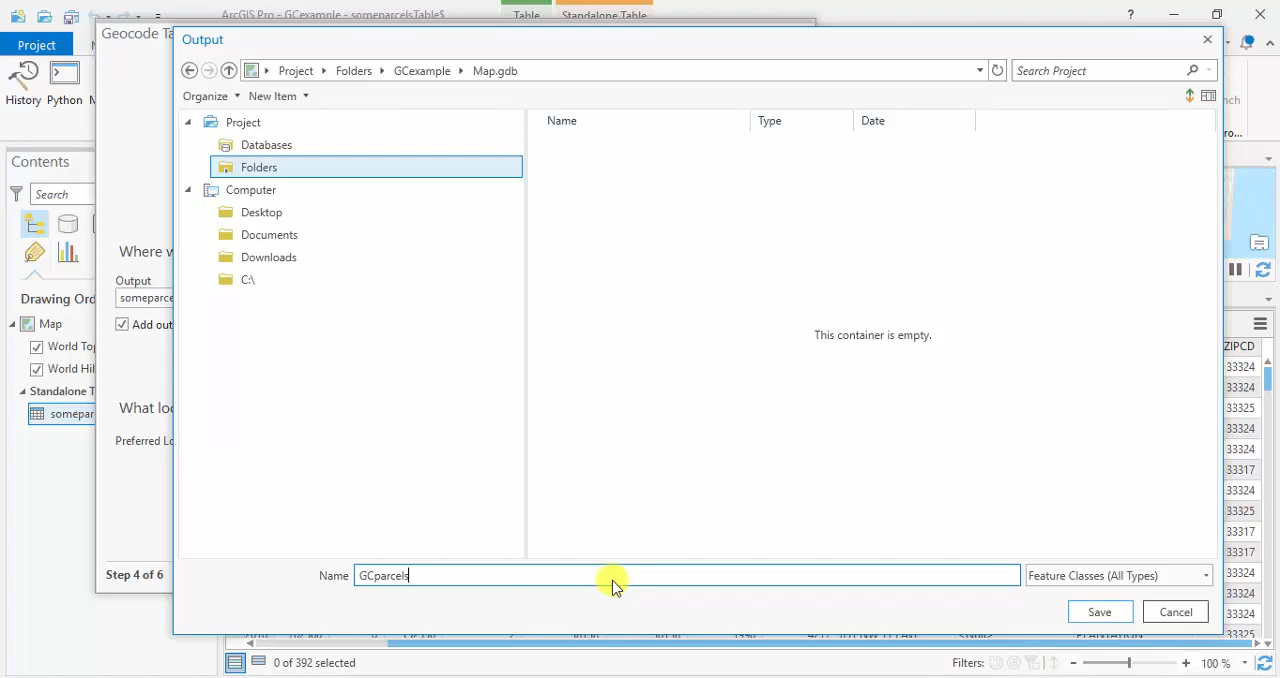 ArcGIS Pro - GCexample - someparcelsTable$
Table
Standalone Table
?
Project
History
Python
Geocode Ta
Output
Project Folders GCexample Map.gdb
Search Project
Organize New Item
Project
Databases
Folders
Computer
Desktop
Documents
Downloads
C:\
Name Type Date
This container is empty.
Name GCparcels Feature Classes (All Types)
Save Cancel
Contents
Search
Drawing Ord
Map
World Top
World Hil
Standalone T
somepar
Where w
Output
someparce
Add out
What loc
Preferred Lo
Step 4 of 6
ZIPCD
33324
33324
33325
33324
33324
33317
33324
33325
33317
33317
33324
33324
33324
33325
0 of 392 selected
Filters:
- + 100 %